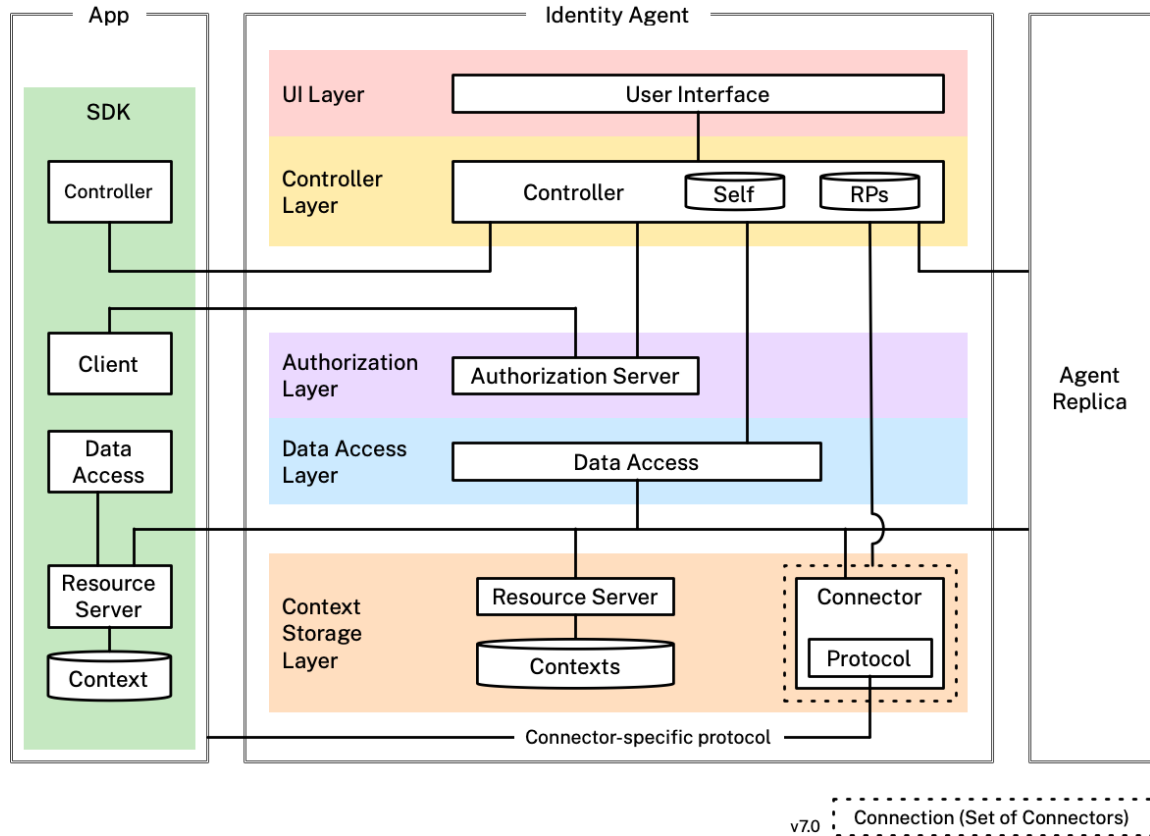 App
Identity Agent
SDK
Controller
Client
Data
Access
Resource
Server
Context
UI Layer
User Interface
Controller
Layer
Controller
Self
RPs
Authorization
Layer
Authorization Server
Data Access
Layer
Data Access
Context
Storage
Layer
Resource Server
Contexts
Connector
Protocol
Connector-specific protocol
Agent
Replica
v7.0
Connection (Set of Connectors)